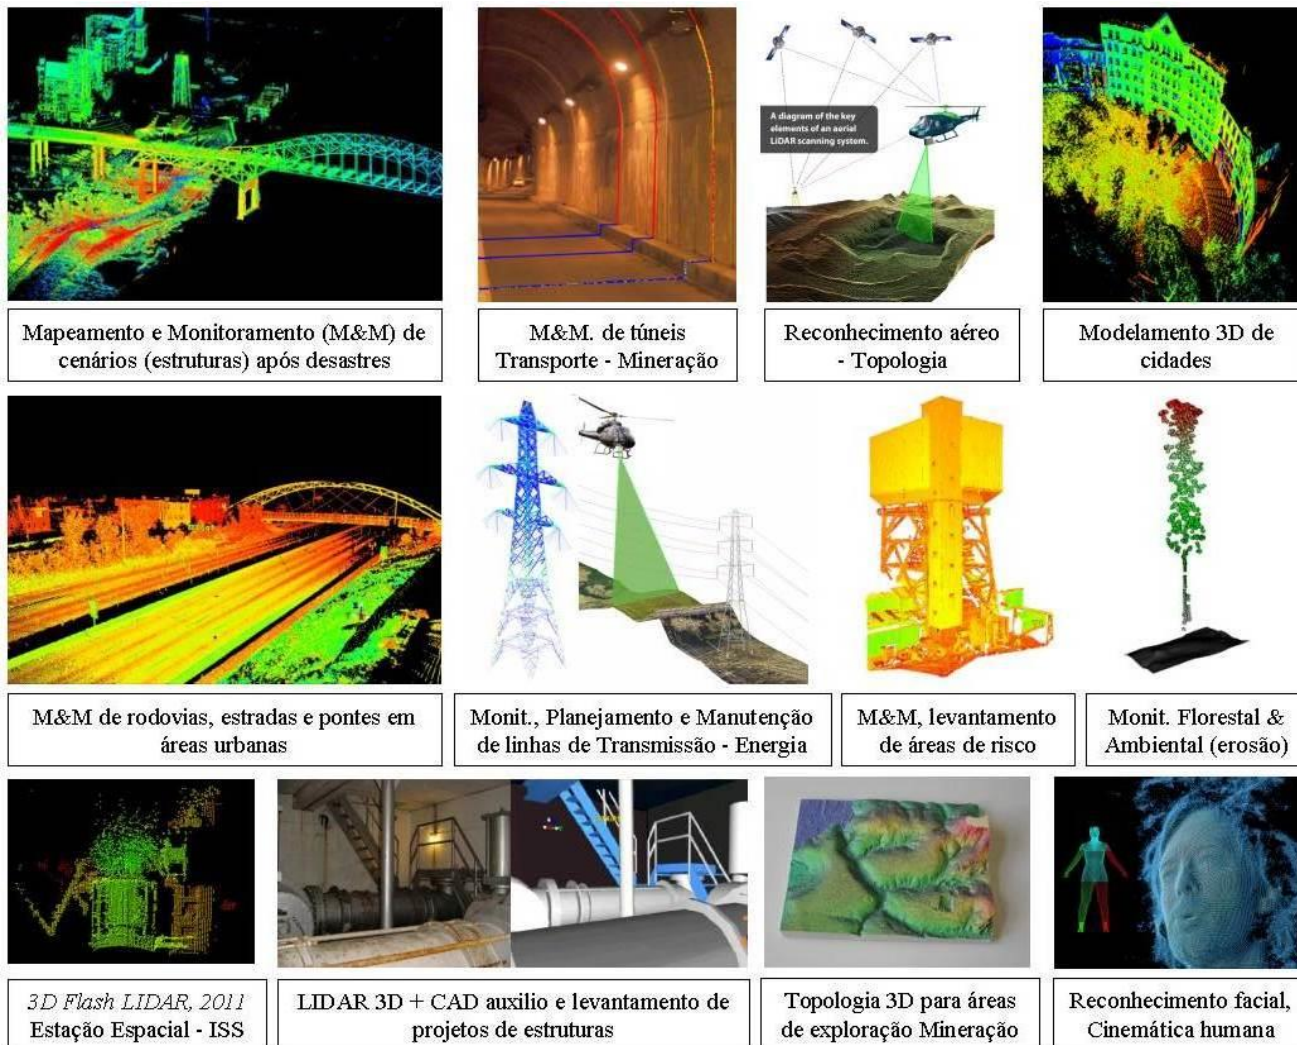 A diagram of the key
elements of an aerial
LiDAR scanning system.
Mapeamento e Monitoramento (M&M) de
cenários (estruturas) após desastres
M&M. de túneis
Transporte - Mineração
Reconhecimento aéreo
- Topologia
Modelamento 3D de
cidades
M&M de rodovias, estradas e pontes em
áreas urbanas
Monit., Planejamento e Manutenção
de linhas de Transmissão - Energia
M&M, levantamento
de áreas de risco
Monit. Florestal &
Ambiental (erosão)
3D Flash LIDAR, 2011
Estação Espacial - ISS
LIDAR 3D + CAD auxilio e levantamento de
projetos de estruturas
Topologia 3D para áreas
de exploração Mineração
Reconhecimento facial,
Cinemática humana